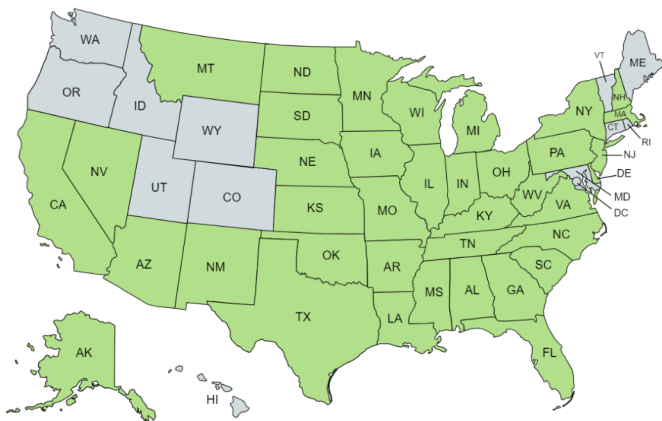 WA
MT
ND
MN
VT
ME
OR
ID
WY
SD
WI
MI
NY
NH
MA
CT
RI
NV
UT
CO
NE
IA
IL
IN
OH
PA
NJ
DE
MD
DC
CA
KS
MO
KY
WV
VA
AZ
NM
OK
AR
TN
NC
SC
TX
LA
MS
AL
GA
FL
AK
HI